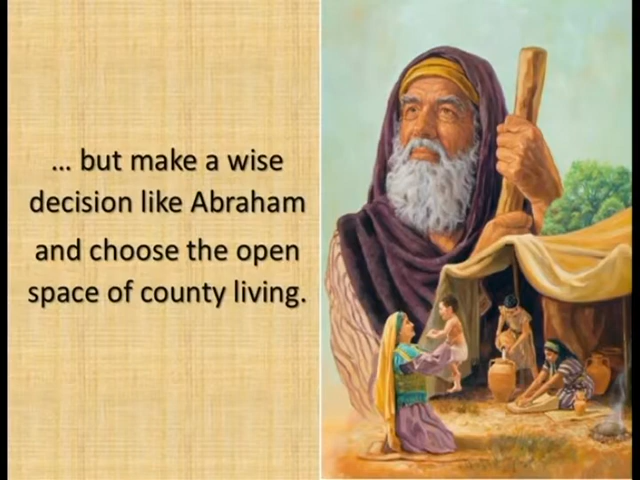 ... but make a wise
decision like Abraham
and choose the open
space of county living.